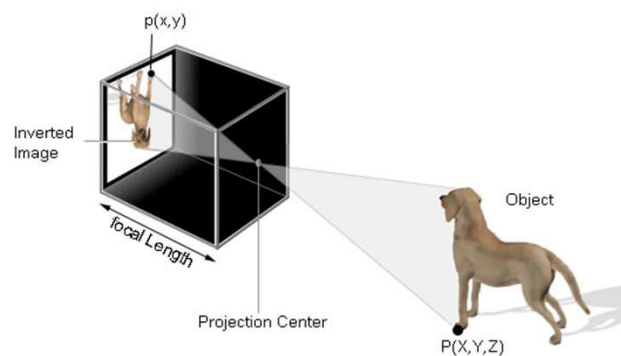 p(x,y)
Inverted
Image
focal Length
Projection Center
Object
P(X,Y,Z)